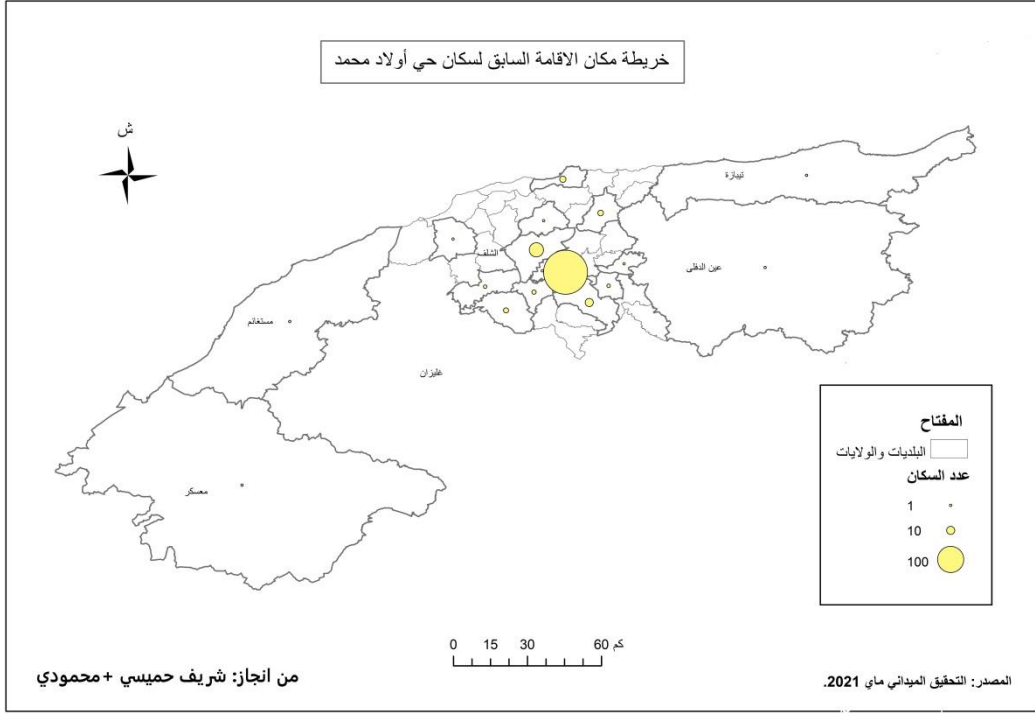 خريطة مكان الاقامة السابق لسكان حي أولاد محمد
ش
تيبازة
الشلف
عين الدفلى
مستغانم
غليزان
معسكر
المفتاح
البلديات والولايات
عدد السكان
1
10
100
0 15 30 60 كم
من انجاز: شريف حميسي + محمودي
المصدر: التحقيق الميداني ماي 2021.